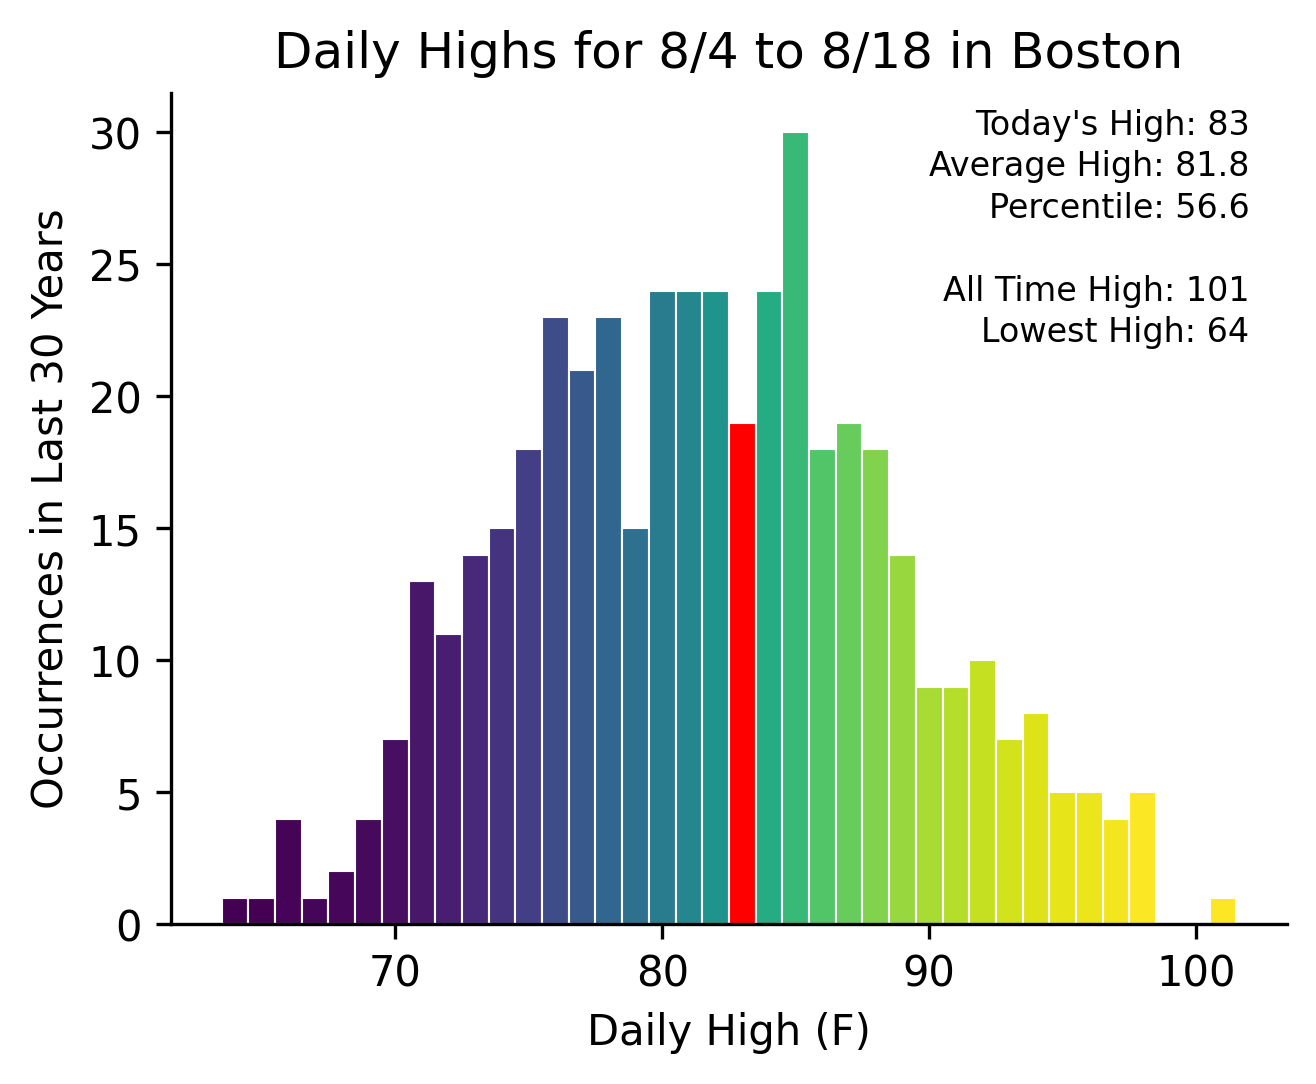 Daily Highs for 8/4 to 8/18 in Boston
Today's High: 83
Average High: 81.8
Percentile: 56.6
All Time High: 101
Lowest High: 64
Occurrences in Last 30 Years
30
25
20
15
10
5
0
70 80 90 100
Daily High (F)